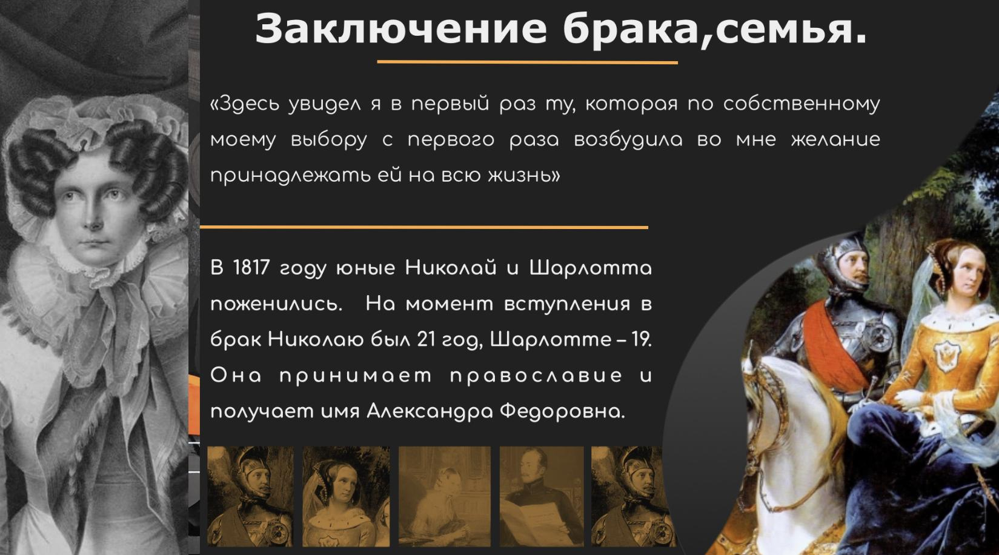 Заключение брака,семья.
«Здесь увидел я в первый раз ту, которая по собственному
моему выбору с первого раза возбудила во мне желание
принадлежать ей на всю жизнь»
В 1817 году юные Николай и Шарлотта
поженились. На момент вступления в
брак Николаю был 21 год, Шарлотте – 19.
Она принимает православие и
получает имя Александра Федоровна.